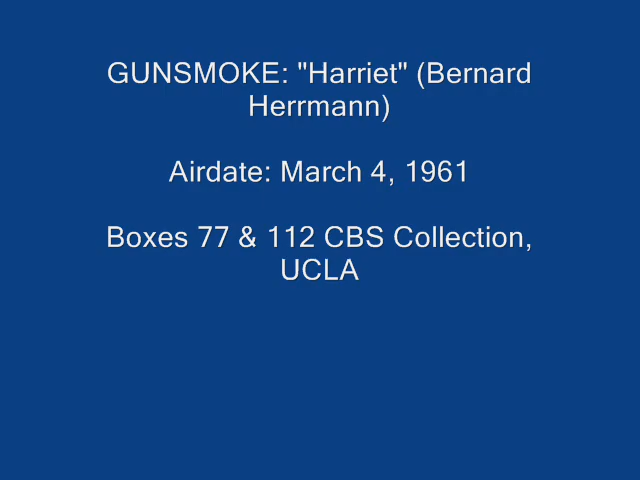 GUNSMOKE: "Harriet" (Bernard
Herrmann)
Airdate: March 4, 1961
Boxes 77 & 112 CBS Collection,
UCLA